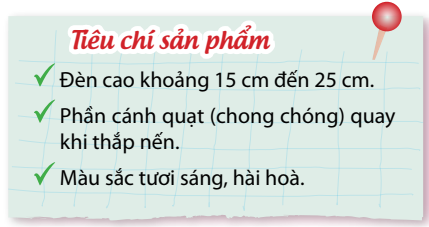 Tiêu chí sản phẩm
Đèn cao khoảng 15 cm đến 25 cm.
Phần cánh quạt (chong chóng) quay
khi thắp nến.
Màu sắc tươi sáng, hài hoà.